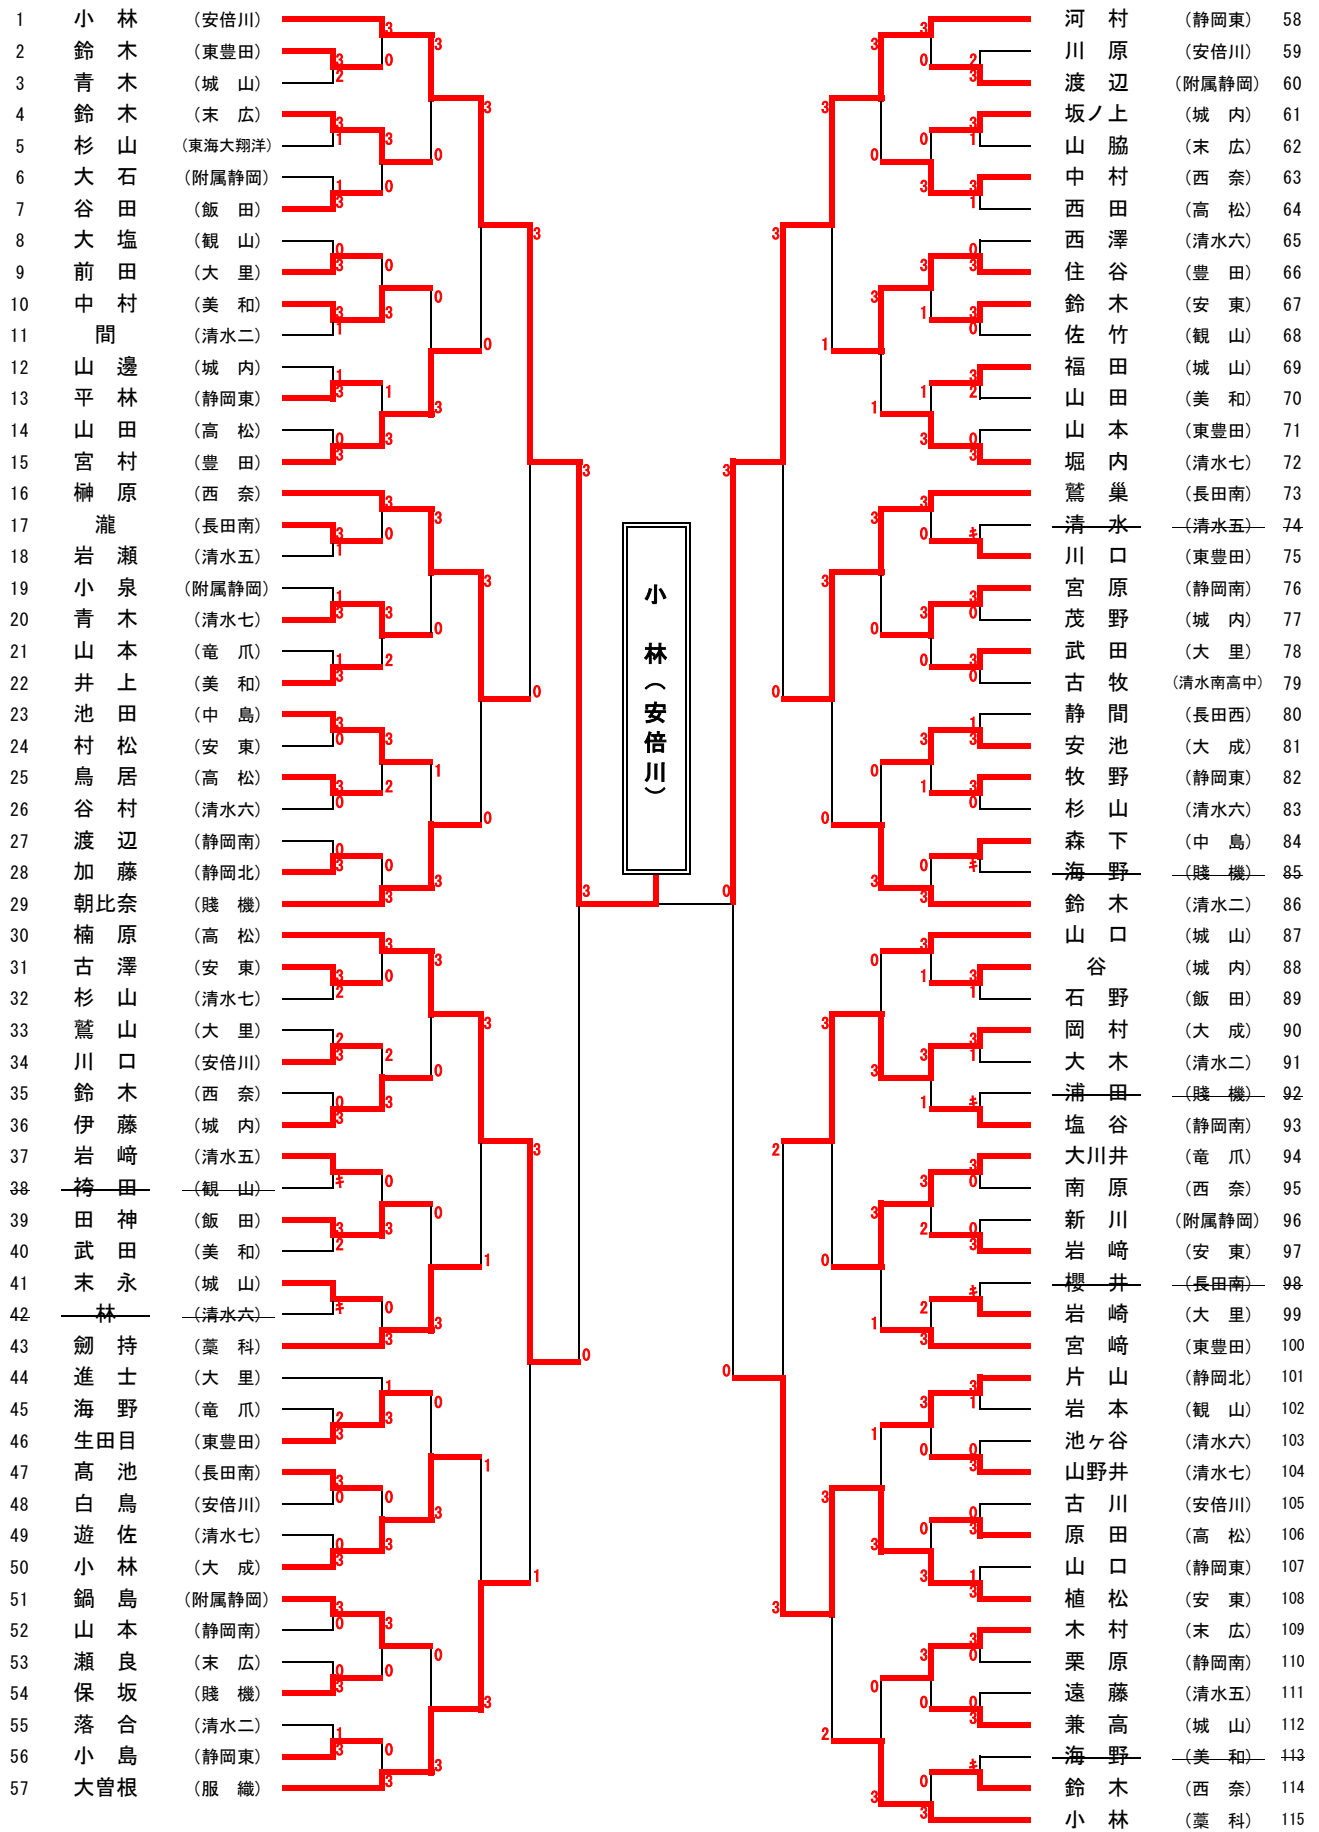 1 小 林 （安倍川）
2 鈴 木 （東豊田）
3 青 木 （城 山）
4 鈴 木 （末 広）
5 杉 山 （東海大翔洋）
6 大 石 （附属静岡）
7 谷 田 （飯 田）
8 大 塩 （観 山）
9 前 田 （大 里）
10 中 村 （美 和）
11 間 （清水二）
12 山 邊 （城 内）
13 平 林 （静岡東）
14 山 田 （高 松）
15 宮 村 （豊 田）
16 榊 原 （西 奈）
17 瀧 （長田南）
18 岩 瀬 （清水五）
19 小 泉 （附属静岡）
20 青 木 （清水七）
21 山 本 （竜 爪）
22 井 上 （美 和）
23 池 田 （中 島）
24 村 松 （安 東）
25 鳥 居 （高 松）
26 谷 村 （清水六）
27 渡 辺 （静岡南）
28 加 藤 （静岡北）
29 朝比奈 （賤 機）
30 楠 原 （高 松）
31 古 澤 （安 東）
32 杉 山 （清水七）
33 鷲 山 （大 里）
34 川 口 （安倍川）
35 鈴 木 （西 奈）
36 伊 藤 （城 内）
37 岩 﨑 （清水五）
38 袴 田 （観 山）
39 田 神 （飯 田）
40 武 田 （美 和）
41 末 永 （城 山）
42 林 （清水六）
43 劒 持 （藁 科）
44 進 士 （大 里）
45 海 野 （竜 爪）
46 生田目 （東豊田）
47 髙 池 （長田南）
48 白 鳥 （安倍川）
49 遊 佐 （清水七）
50 小 林 （大 成）
51 鍋 島 （附属静岡）
52 山 本 （静岡南）
53 瀬 良 （末 広）
54 保 坂 （賤 機）
55 落 合 （清水二）
56 小 島 （静岡東）
57 大曽根 （服 織）
小 林（安倍川）
河 村 （静岡東） 58
川 原 （安倍川） 59
渡 辺 （附属静岡） 60
坂ノ上 （城 内） 61
山 脇 （末 広） 62
中 村 （西 奈） 63
西 田 （高 松） 64
西 澤 （清水六） 65
住 谷 （豊 田） 66
鈴 木 （安 東） 67
佐 竹 （観 山） 68
福 田 （城 山） 69
山 田 （美 和） 70
山 本 （東豊田） 71
堀 内 （清水七） 72
鷲 巣 （長田南） 73
清 水 （清水五） 74
川 口 （東豊田） 75
宮 原 （静岡南） 76
茂 野 （城 内） 77
武 田 （大 里） 78
古 牧 （清水南高中） 79
静 間 （長田西） 80
安 池 （大 成） 81
牧 野 （静岡東） 82
杉 山 （清水六） 83
森 下 （中 島） 84
海 野 （賤 機） 85
鈴 木 （清水二） 86
山 口 （城 山） 87
谷 （城 内） 88
石 野 （飯 田） 89
岡 村 （大 成） 90
大 木 （清水二） 91
浦 田 （賤 機） 92
塩 谷 （静岡南） 93
大川井 （竜 爪） 94
南 原 （西 奈） 95
新 川 （附属静岡） 96
岩 﨑 （安 東） 97
櫻 井 （長田南） 98
岩 崎 （大 里） 99
宮 﨑 （東豊田） 100
片 山 （静岡北） 101
岩 本 （観 山） 102
池ヶ谷 （清水六） 103
山野井 （清水七） 104
古 川 （安倍川） 105
原 田 （高 松） 106
山 口 （静岡東） 107
植 松 （安 東） 108
木 村 （末 広） 109
栗 原 （静岡南） 110
遠 藤 （清水五） 111
兼 高 （城 山） 112
海 野 （美 和） 113
鈴 木 （西 奈） 114
小 林 （藁 科） 115